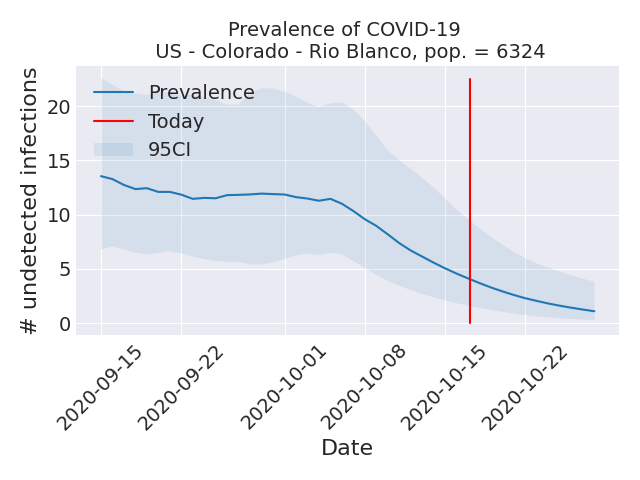 Prevalence of COVID-19
US - Colorado - Rio Blanco, pop. = 6324
# undetected infections
20
15
10
5
0
Prevalence
Today
95CI
2020-09-15
2020-09-22
2020-10-01
2020-10-08
2020-10-15
2020-10-22
Date